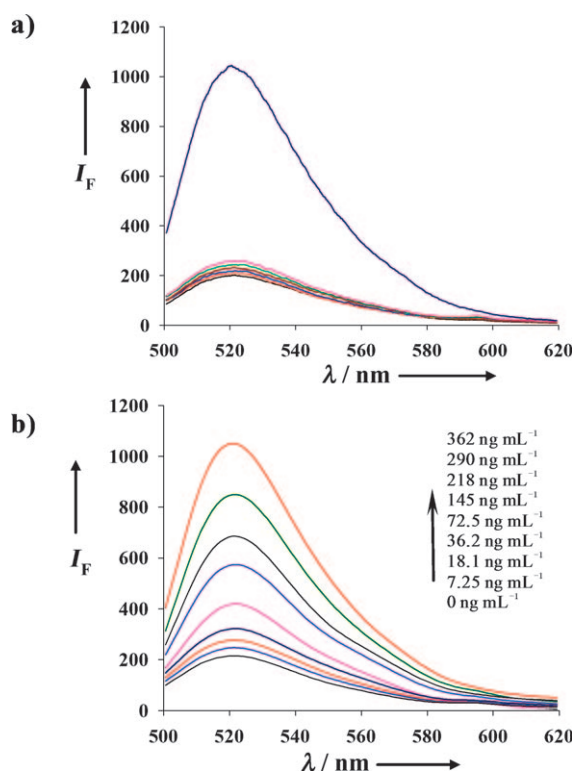 a)
1200
1000
800
600
400
200
0
I_F
500 520 540 560 580 600 620
λ / nm
b)
1200
1000
800
600
400
200
0
I_F
362 ng mL⁻¹
290 ng mL⁻¹
218 ng mL⁻¹
145 ng mL⁻¹
72.5 ng mL⁻¹
36.2 ng mL⁻¹
18.1 ng mL⁻¹
7.25 ng mL⁻¹
0 ng mL⁻¹
500 520 540 560 580 600 620
λ / nm